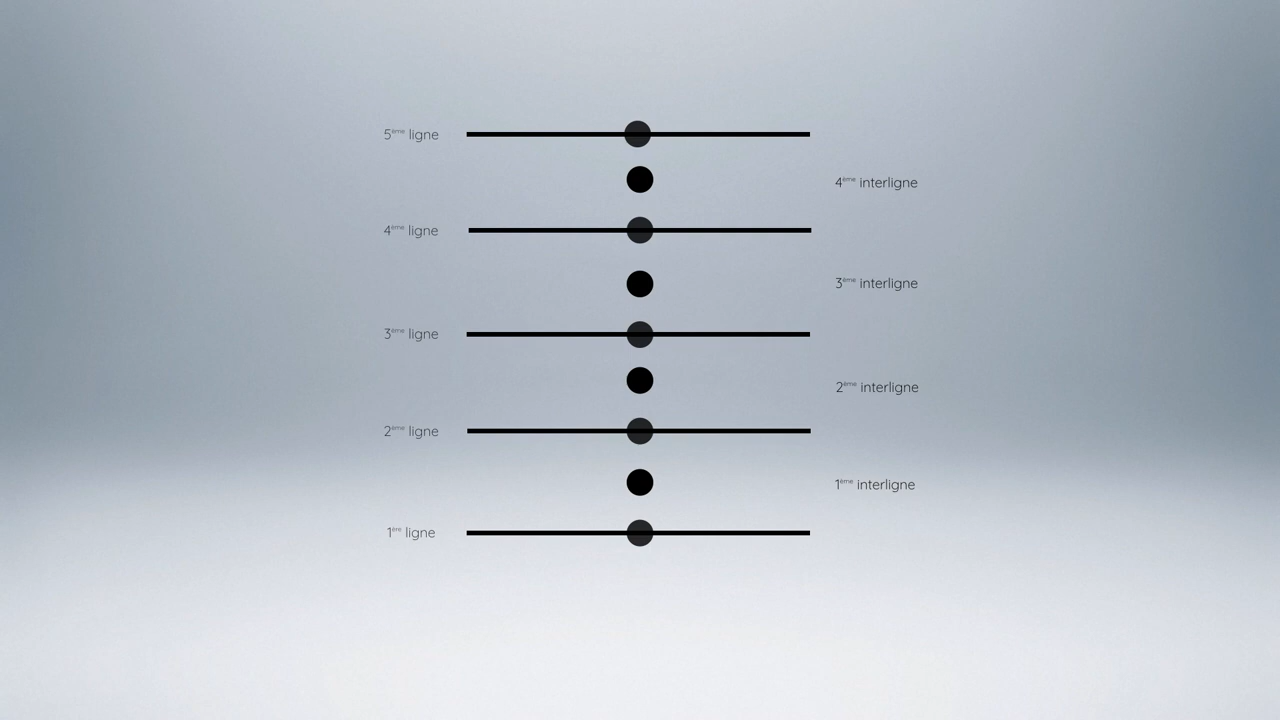 5ème ligne
4ème interligne
4ème ligne
3ème interligne
3ème ligne
2ème interligne
2ème ligne
1ème interligne
1ère ligne